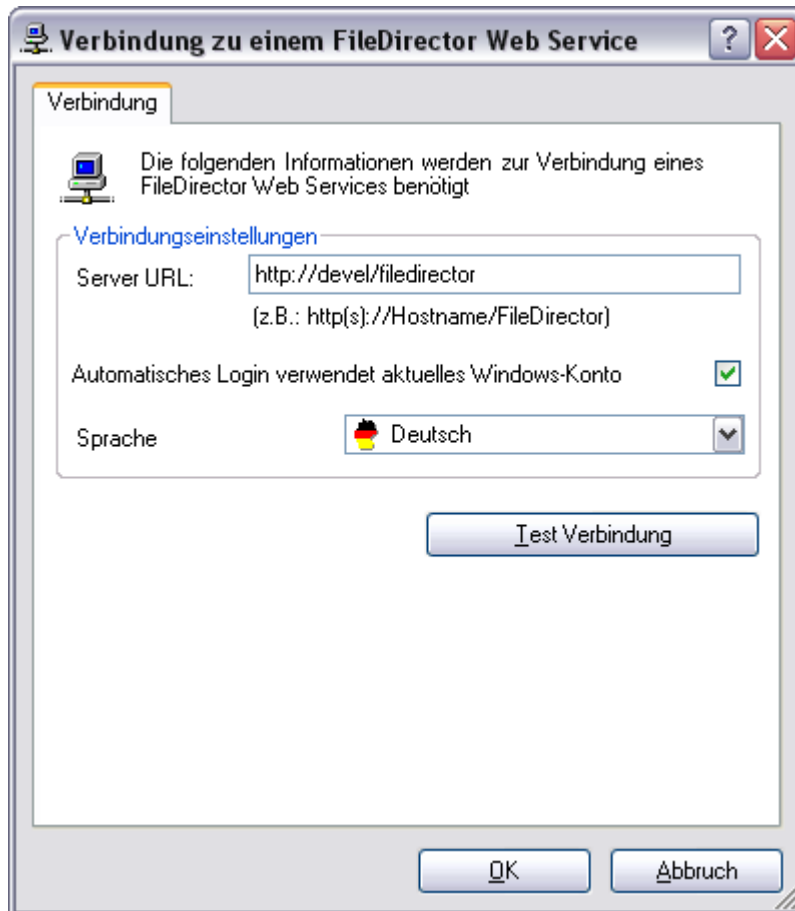 Verbindung zu einem FileDirector Web Service
Verbindung
Die folgenden Informationen werden zur Verbindung eines
FileDirector Web Services benötigt
Verbindungseinstellungen
Server URL: http://devel/filedirector
(z.B.: http(s)://Hostname/FileDirector)
Automatisches Login verwendet aktuelles Windows-Konto
Sprache Deutsch
Test Verbindung
OK Abbruch